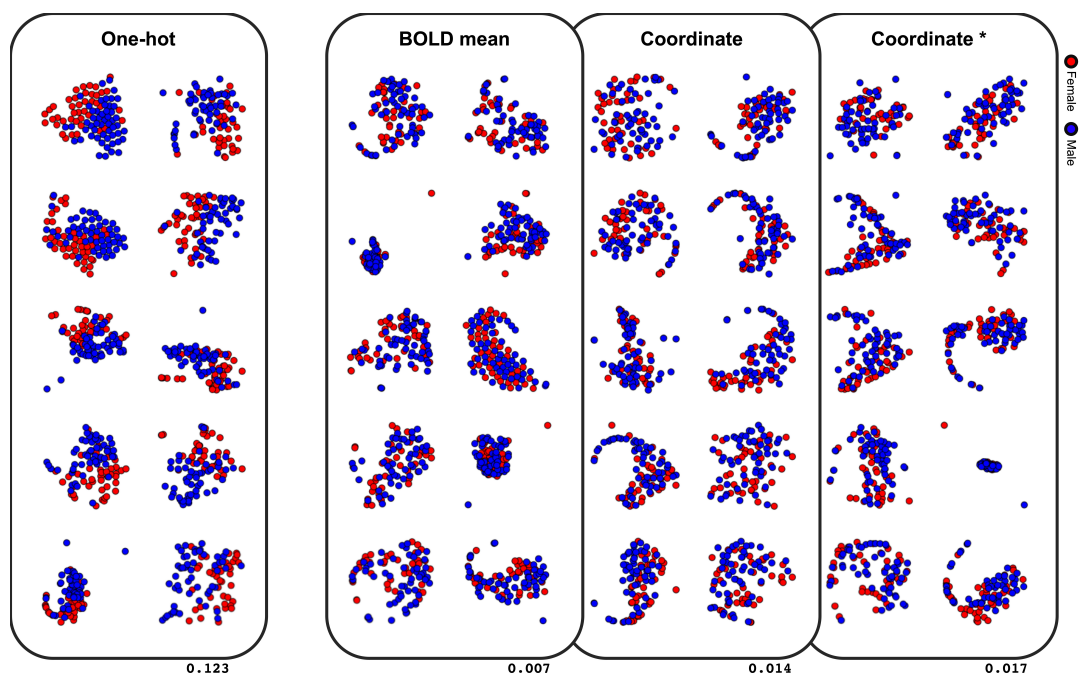 One-hot
BOLD mean
Coordinate
Coordinate *
Female
Male
0.123
0.007
0.014
0.017